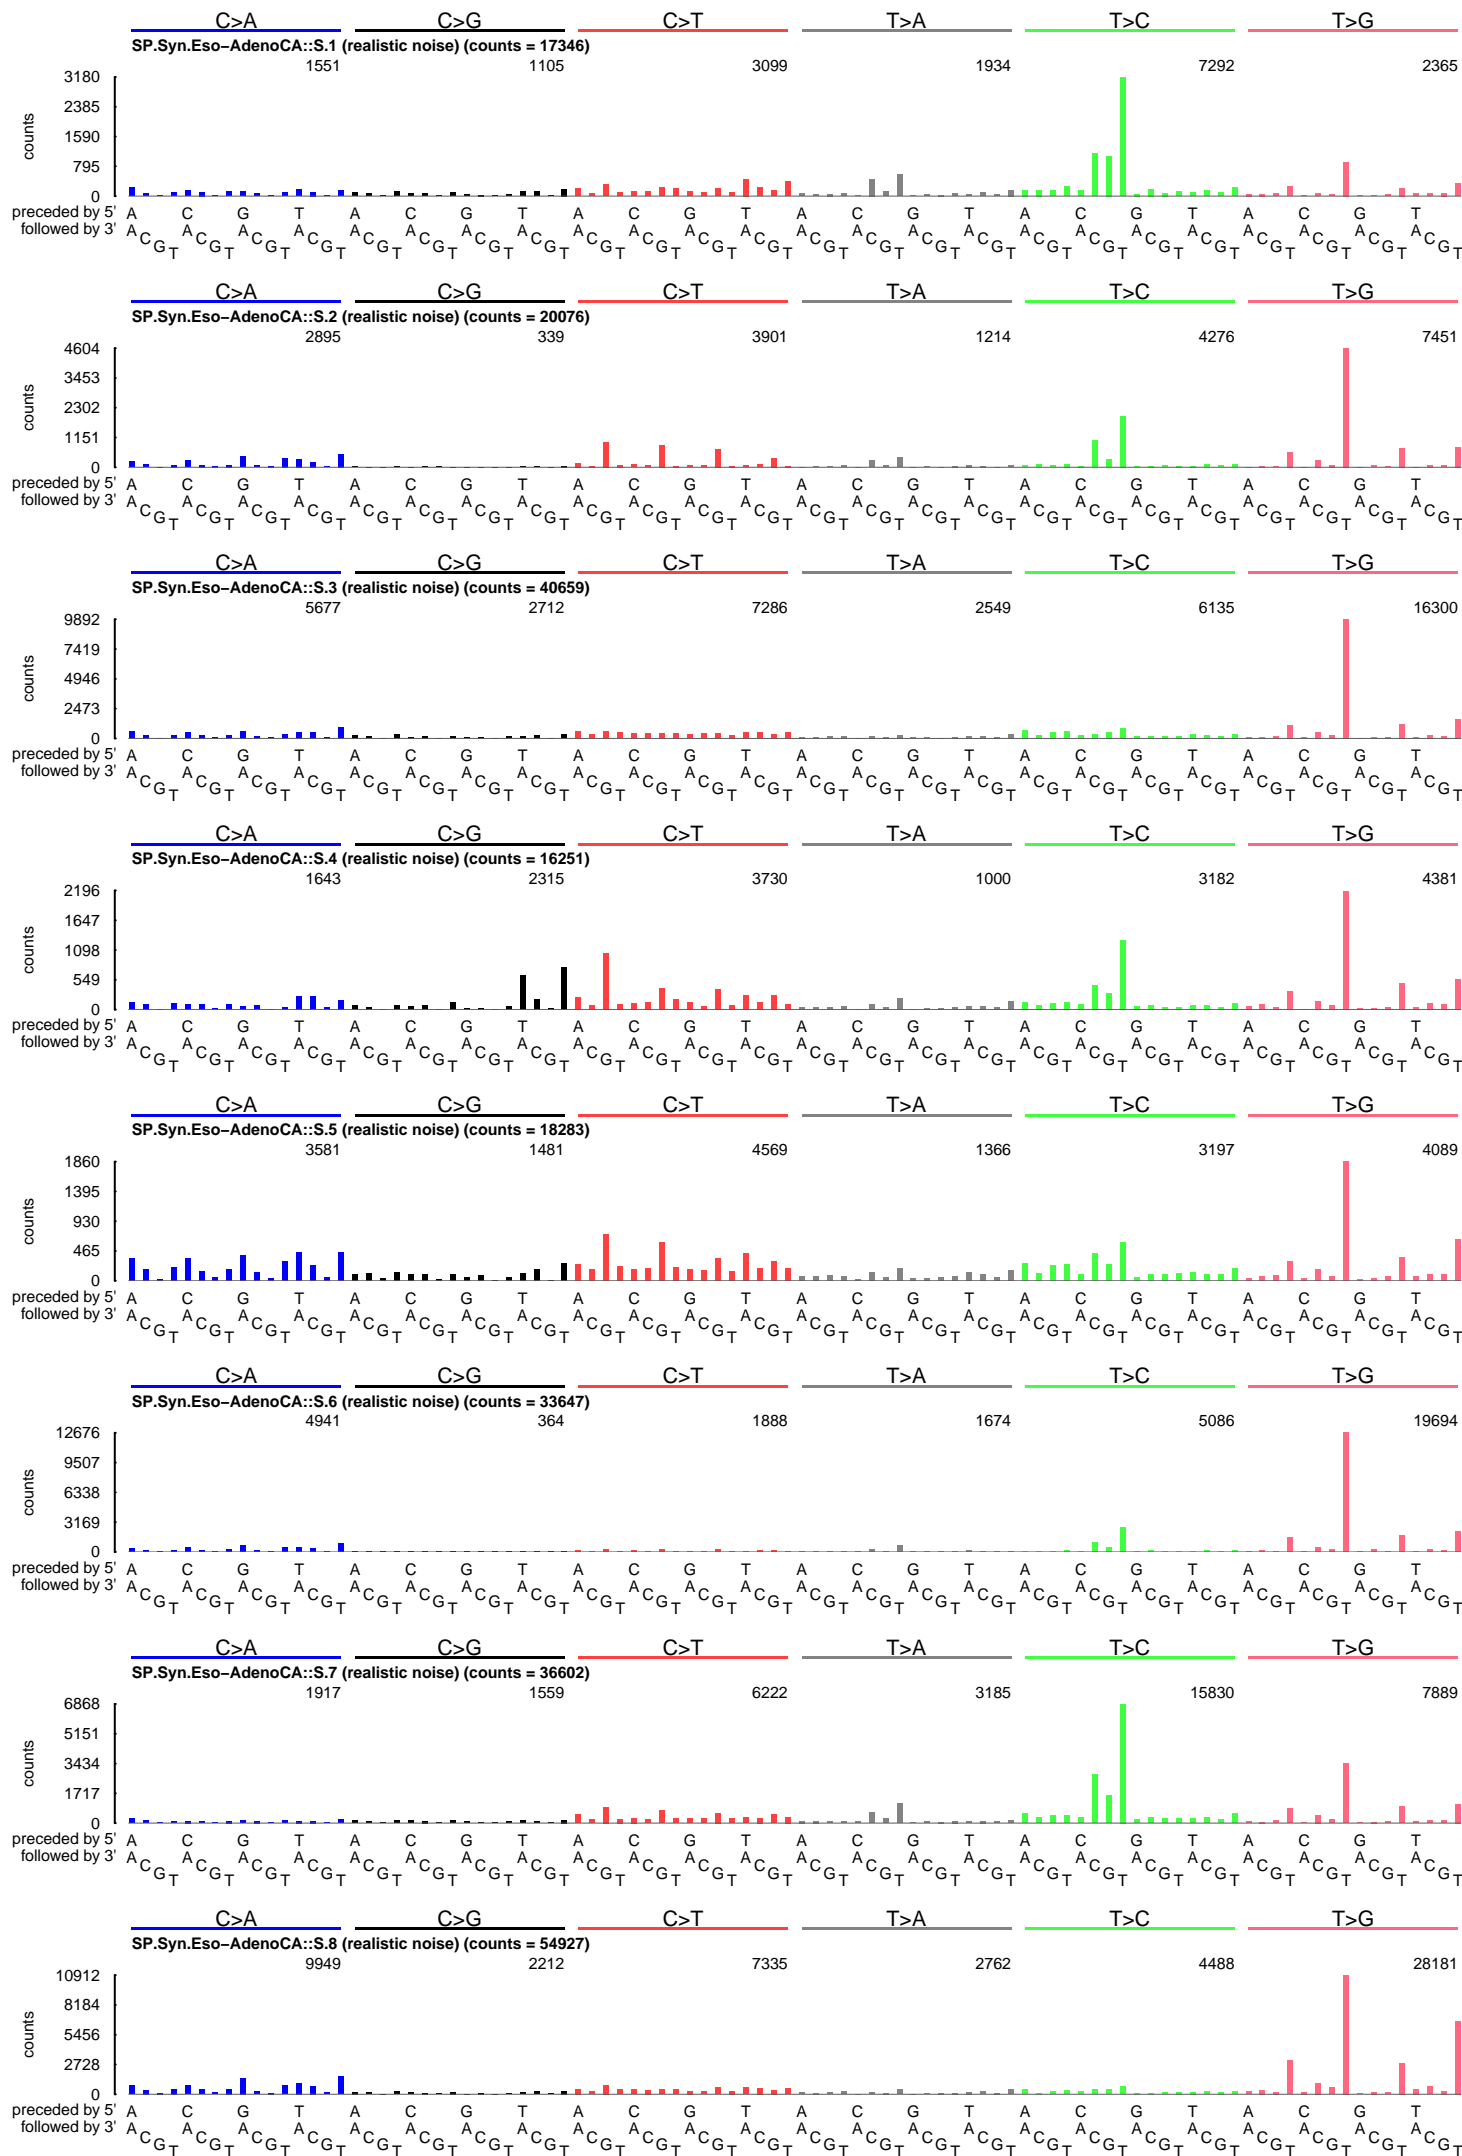 C>A C>G C>T T>A T>C T>G
SP.Syn.Eso−AdenoCA::S.1 (realistic noise) (counts = 17346)
1551 1105 3099 1934 7292 2365
3180
2385
1590
795
0
counts
preceded by 5' A C G T A C G T A C G T A C G T A C G T A C G T
followed by 3' A C G T A C G T A C G T A C G T A C G T A C G T A C G T A C G T A C G T A C G T A C G T A C G T A C G T A C G T A C G T A C G T A C G T A C G T A C G T A C G T A C G T A C G T A C G T A C G T
C>A C>G C>T T>A T>C T>G
SP.Syn.Eso−AdenoCA::S.2 (realistic noise) (counts = 20076)
2895 339 3901 1214 4276 7451
4604
3453
2302
1151
0
counts
preceded by 5' A C G T A C G T A C G T A C G T A C G T A C G T
followed by 3' A C G T A C G T A C G T A C G T A C G T A C G T A C G T A C G T A C G T A C G T A C G T A C G T A C G T A C G T A C G T A C G T A C G T A C G T A C G T A C G T A C G T A C G T A C G T A C G T
C>A C>G C>T T>A T>C T>G
SP.Syn.Eso−AdenoCA::S.3 (realistic noise) (counts = 40659)
5677 2712 7286 2549 6135 16300
9892
7419
4946
2473
0
counts
preceded by 5' A C G T A C G T A C G T A C G T A C G T A C G T
followed by 3' A C G T A C G T A C G T A C G T A C G T A C G T A C G T A C G T A C G T A C G T A C G T A C G T A C G T A C G T A C G T A C G T A C G T A C G T A C G T A C G T A C G T A C G T A C G T A C G T
C>A C>G C>T T>A T>C T>G
SP.Syn.Eso−AdenoCA::S.4 (realistic noise) (counts = 16251)
1643 2315 3730 1000 3182 4381
2196
1647
1098
549
0
counts
preceded by 5' A C G T A C G T A C G T A C G T A C G T A C G T
followed by 3' A C G T A C G T A C G T A C G T A C G T A C G T A C G T A C G T A C G T A C G T A C G T A C G T A C G T A C G T A C G T A C G T A C G T A C G T A C G T A C G T A C G T A C G T A C G T A C G T
C>A C>G C>T T>A T>C T>G
SP.Syn.Eso−AdenoCA::S.5 (realistic noise) (counts = 18283)
3581 1481 4569 1366 3197 4089
1860
1395
930
465
0
counts
preceded by 5' A C G T A C G T A C G T A C G T A C G T A C G T
followed by 3' A C G T A C G T A C G T A C G T A C G T A C G T A C G T A C G T A C G T A C G T A C G T A C G T A C G T A C G T A C G T A C G T A C G T A C G T A C G T A C G T A C G T A C G T A C G T A C G T
C>A C>G C>T T>A T>C T>G
SP.Syn.Eso−AdenoCA::S.6 (realistic noise) (counts = 33647)
4941 364 1888 1674 5086 19694
12676
9507
6338
3169
0
counts
preceded by 5' A C G T A C G T A C G T A C G T A C G T A C G T
followed by 3' A C G T A C G T A C G T A C G T A C G T A C G T A C G T A C G T A C G T A C G T A C G T A C G T A C G T A C G T A C G T A C G T A C G T A C G T A C G T A C G T A C G T A C G T A C G T A C G T
C>A C>G C>T T>A T>C T>G
SP.Syn.Eso−AdenoCA::S.7 (realistic noise) (counts = 36602)
1917 1559 6222 3185 15830 7889
6868
5151
3434
1717
0
counts
preceded by 5' A C G T A C G T A C G T A C G T A C G T A C G T
followed by 3' A C G T A C G T A C G T A C G T A C G T A C G T A C G T A C G T A C G T A C G T A C G T A C G T A C G T A C G T A C G T A C G T A C G T A C G T A C G T A C G T A C G T A C G T A C G T A C G T
C>A C>G C>T T>A T>C T>G
SP.Syn.Eso−AdenoCA::S.8 (realistic noise) (counts = 54927)
9949 2212 7335 2762 4488 28181
10912
8184
5456
2728
0
counts
preceded by 5' A C G T A C G T A C G T A C G T A C G T A C G T
followed by 3' A C G T A C G T A C G T A C G T A C G T A C G T A C G T A C G T A C G T A C G T A C G T A C G T A C G T A C G T A C G T A C G T A C G T A C G T A C G T A C G T A C G T A C G T A C G T A C G T